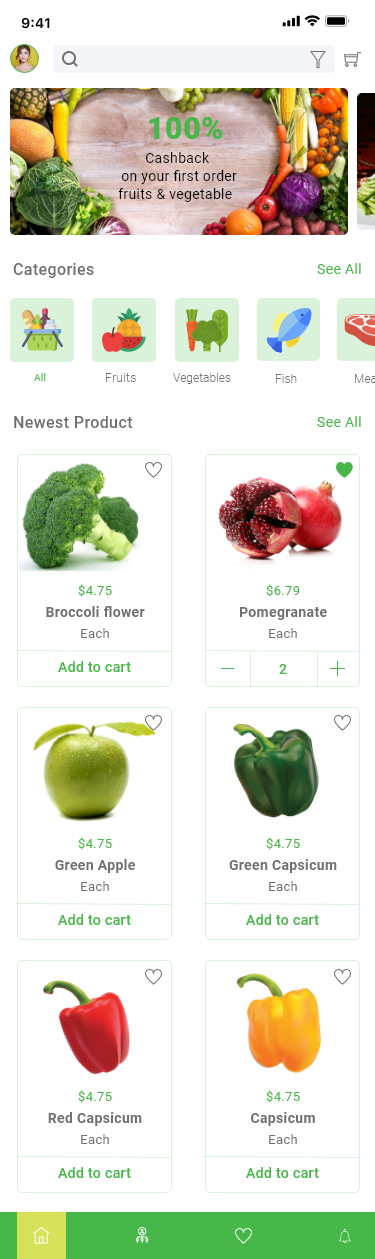 9:41
100%
Cashback
on your first order
fruits & vegetable
Categories See All
All Fruits Vegetables Fish Mea
Newest Product See All
$4.75 $6.79
Broccoli flower Pomegranate
Each Each
Add to cart 2
$4.75 $4.75
Green Apple Green Capsicum
Each Each
Add to cart Add to cart
$4.75 $4.75
Red Capsicum Capsicum
Each Each
Add to cart Add to cart